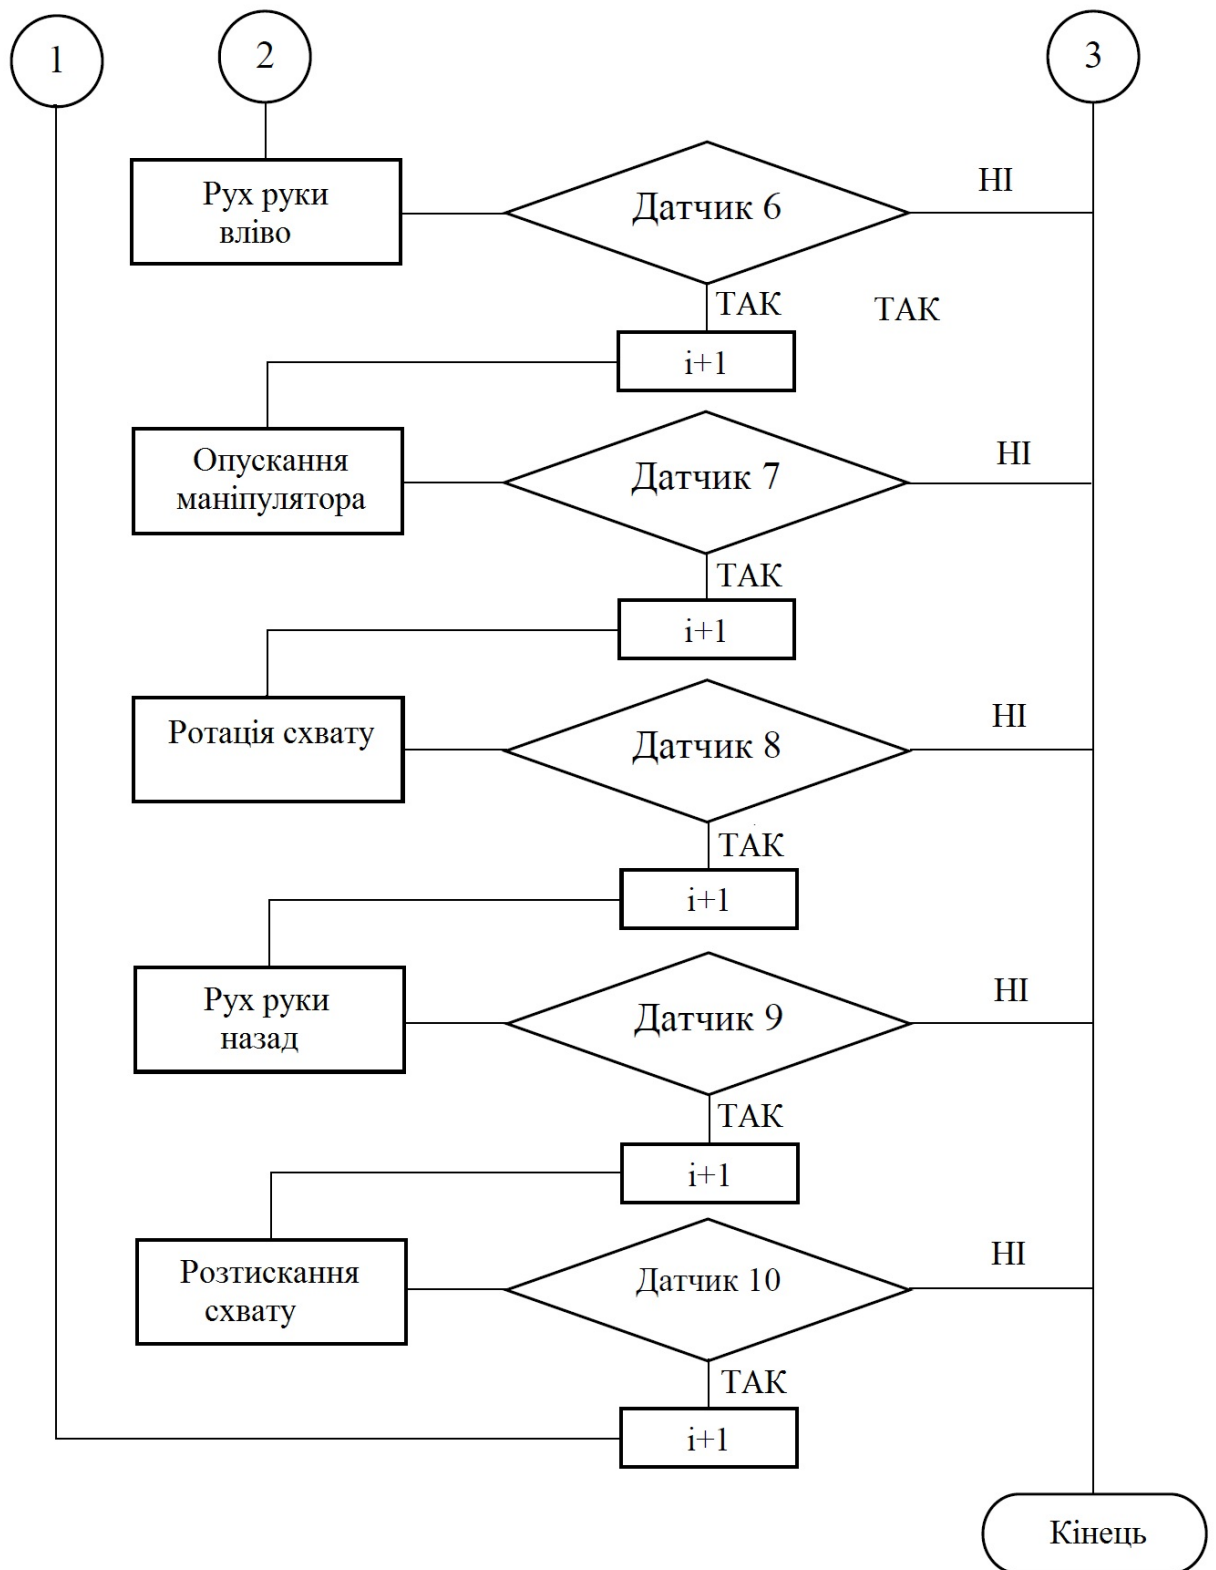 1
2
3
Рух руки
вліво
Датчик 6
НІ
ТАК
ТАК
i+1
Опускання
маніпулятора
Датчик 7
НІ
ТАК
i+1
Ротація схвату
Датчик 8
НІ
ТАК
i+1
Рух руки
назад
Датчик 9
НІ
ТАК
i+1
Розтискання
схвату
Датчик 10
НІ
ТАК
i+1
Кінець